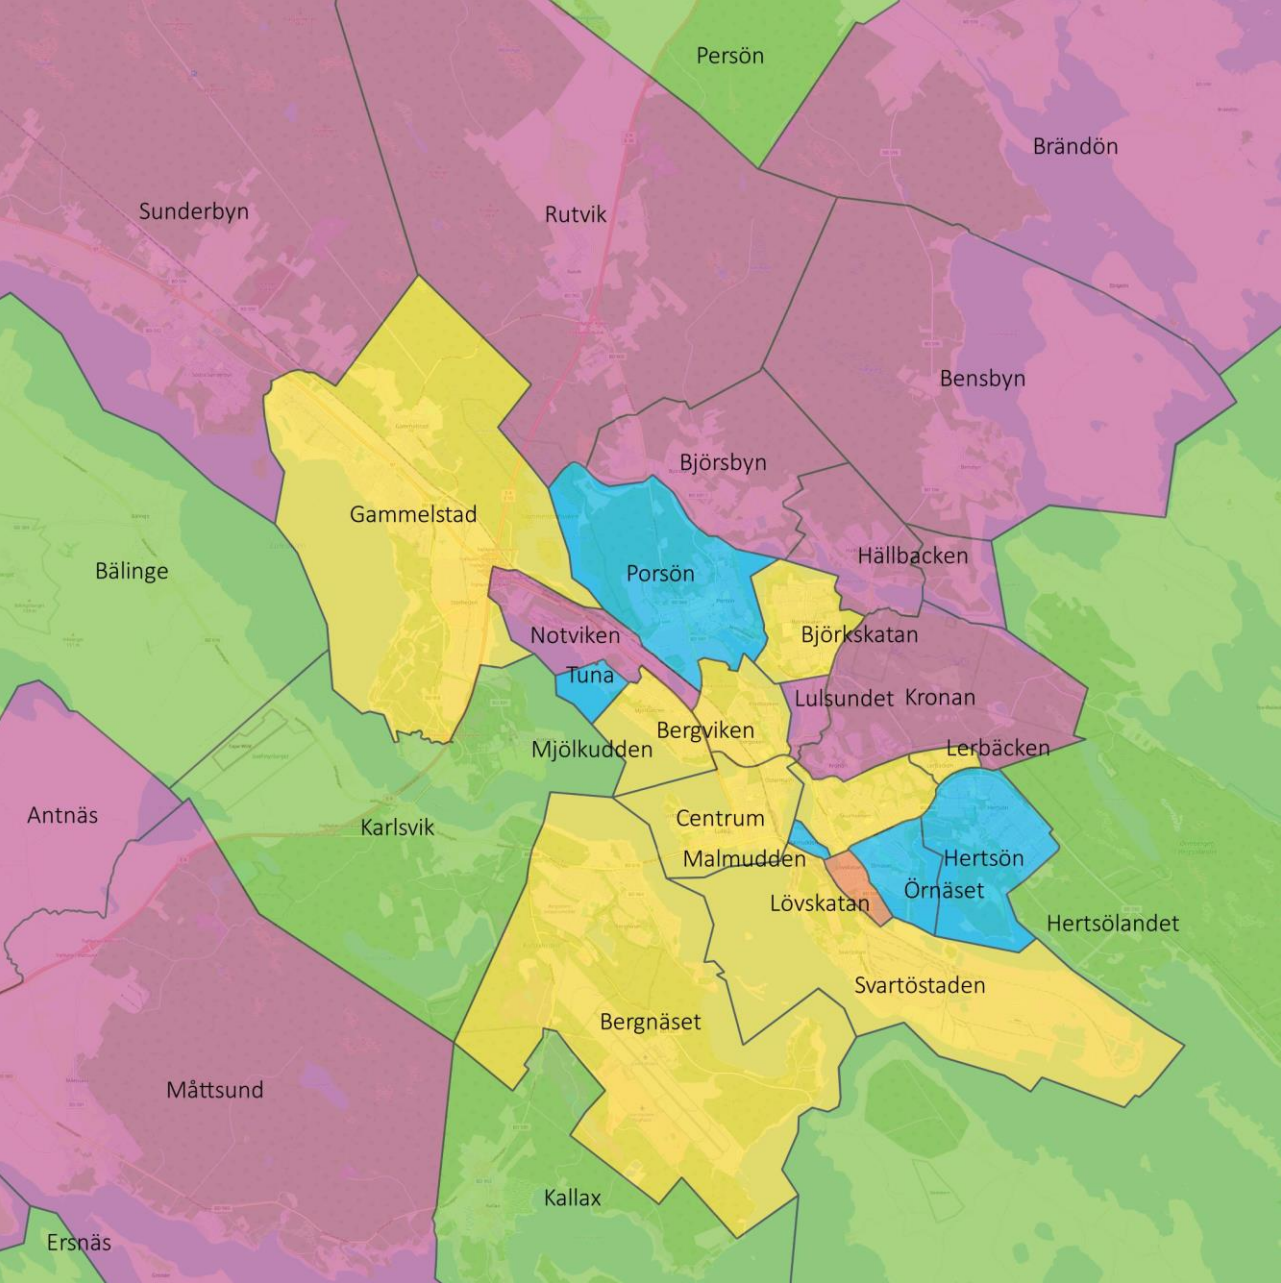 Persön
Brändön
Sunderbyn
Rutvik
Bensbyn
Björsbyn
Gammelstad
Hällbacken
Bälinge
Porsön
Notviken
Björkskatan
Tuna
Lulsundet
Kronan
Bergviken
Mjölkudden
Lerbäcken
Antnäs
Centrum
Karlsvik
Malmudden
Hertsön
Örnäset
Lövskatan
Hertsölandet
Svartöstaden
Bergnäset
Måttsund
Kallax
Ersnäs